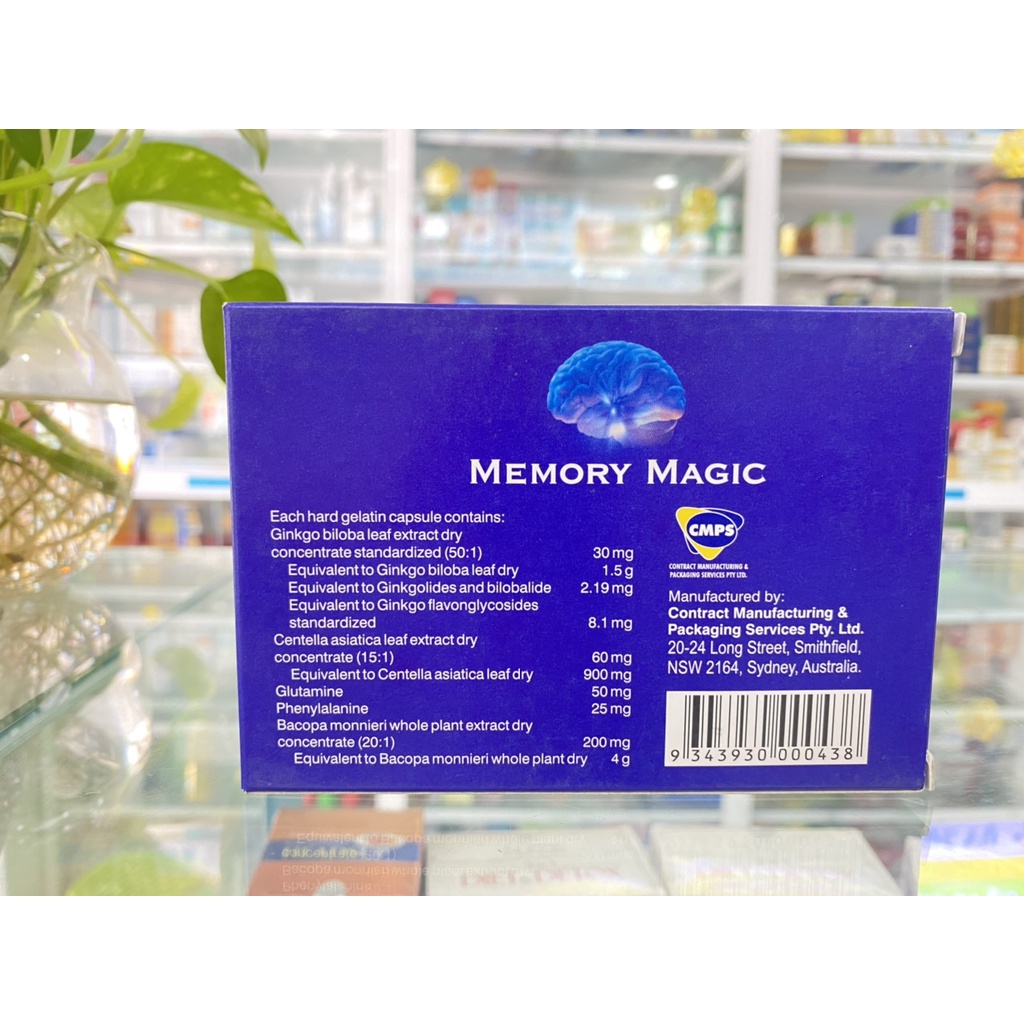 MEMORY MAGIC
Each hard gelatin capsule contains:
Ginkgo biloba leaf extract dry
concentrate standardized (50:1) 30 mg
Equivalent to Ginkgo biloba leaf dry 1.5 g
Equivalent to Ginkgolides and bilobalide 2.19 mg
Equivalent to Ginkgo flavonglycosides
standardized 8.1 mg
Centella asiatica leaf extract dry
concentrate (15:1) 60 mg
Equivalent to Centella asiatica leaf dry 900 mg
Glutamine 50 mg
Phenylalanine 25 mg
Bacopa monnieri whole plant extract dry
concentrate (20:1) 200 mg
Equivalent to Bacopa monnieri whole plant dry 4 g
CMPS
CONTRACT MANUFACTURING &
PACKAGING SERVICES PTY LTD.
Manufactured by:
Contract Manufacturing &
Packaging Services Pty. Ltd.
20-24 Long Street, Smithfield,
NSW 2164, Sydney, Australia.
9 343930 000438